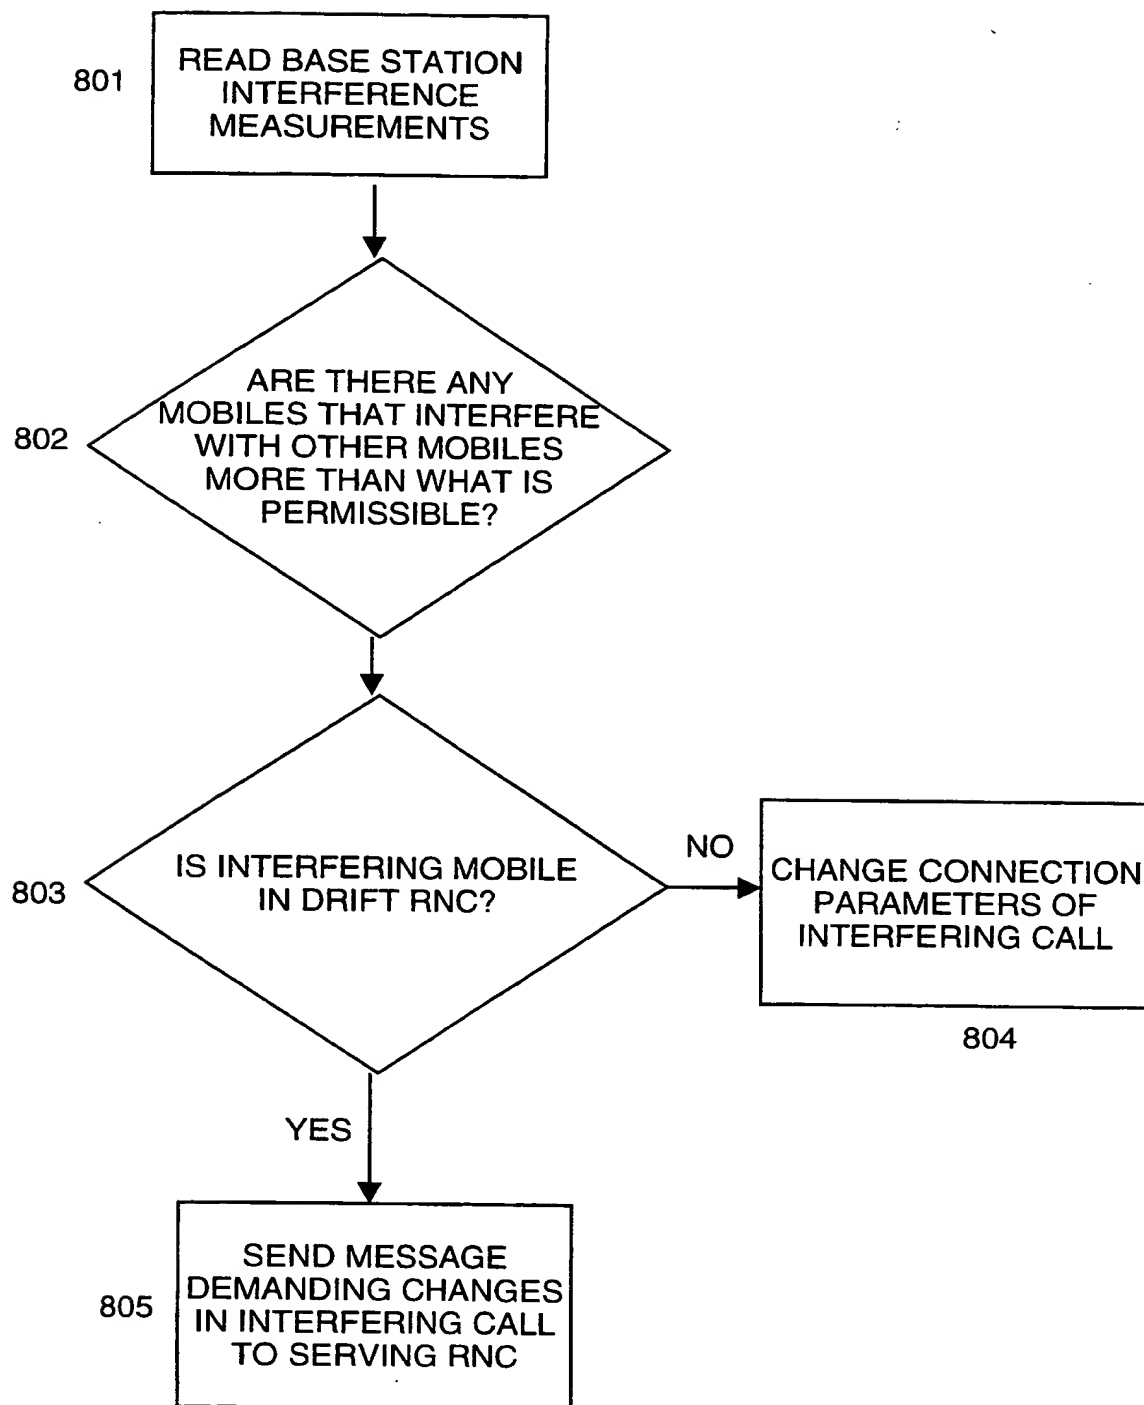 801
READ BASE STATION
INTERFERENCE
MEASUREMENTS
802
ARE THERE ANY
MOBILES THAT INTERFERE
WITH OTHER MOBILES
MORE THAN WHAT IS
PERMISSIBLE?
803
IS INTERFERING MOBILE
IN DRIFT RNC?
NO
CHANGE CONNECTION
PARAMETERS OF
INTERFERING CALL
804
YES
805
SEND MESSAGE
DEMANDING CHANGES
IN INTERFERING CALL
TO SERVING RNC